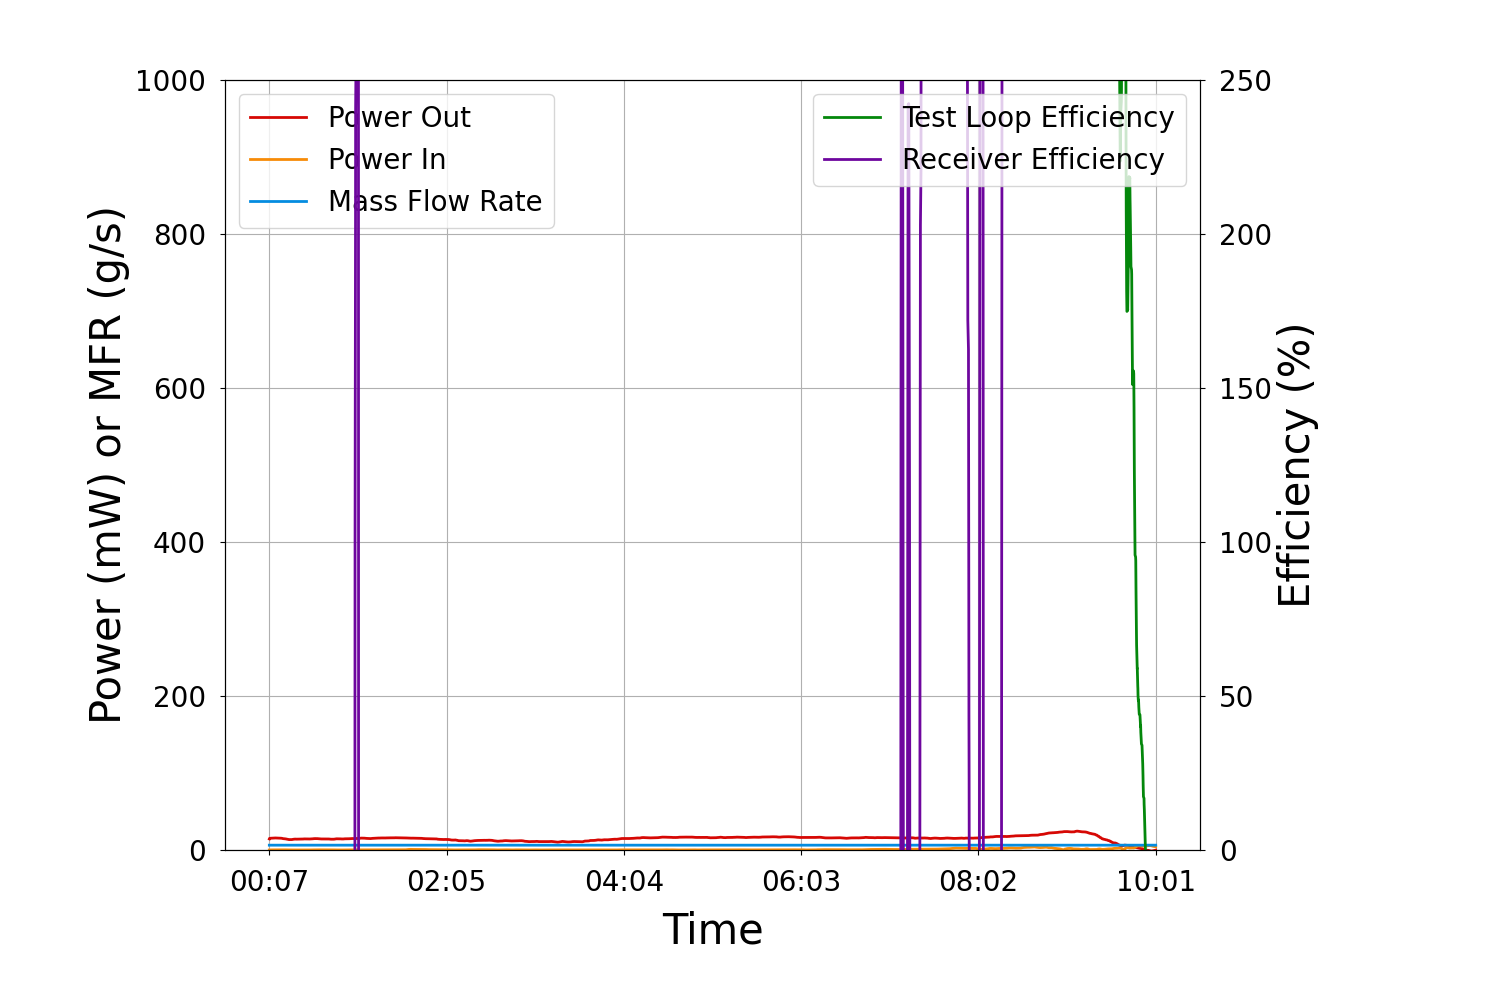 1000
800
600
400
200
0
Power (mW) or MFR (g/s)
Power Out
Power In
Mass Flow Rate
Test Loop Efficiency
Receiver Efficiency
250
200
150
100
50
0
Efficiency (%)
00:07 02:05 04:04 06:03 08:02 10:01
Time